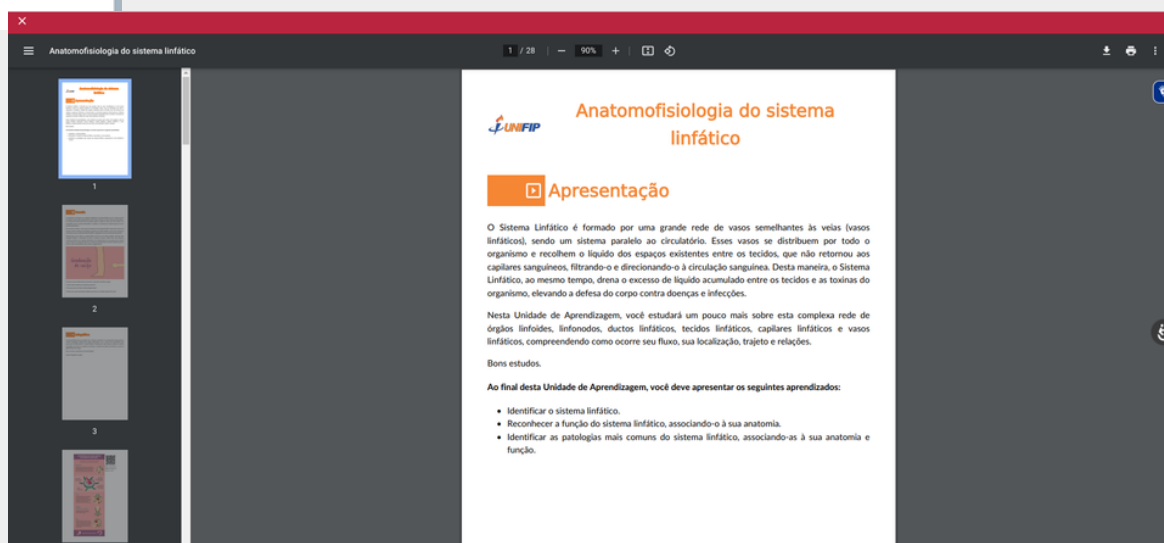 Anatomofisiologia do sistema linfático
1 / 28
90%
1
2
3
UNIFIP
Anatomofisiologia do sistema
linfático
Apresentação
O Sistema Linfático é formado por uma grande rede de vasos semelhantes às veias (vasos
linfáticos), sendo um sistema paralelo ao circulatório. Esses vasos se distribuem por todo o
organismo e recolhem o líquido dos espaços existentes entre os tecidos, que não retornou aos
capilares sanguíneos, filtrando-o e direcionando-o à circulação sanguínea. Desta maneira, o Sistema
Linfático, ao mesmo tempo, drena o excesso de líquido acumulado entre os tecidos e as toxinas do
organismo, elevando a defesa do corpo contra doenças e infecções.
Nesta Unidade de Aprendizagem, você estudará um pouco mais sobre esta complexa rede de
órgãos linfoides, linfonodos, ductos linfáticos, tecidos linfáticos, capilares linfáticos e vasos
linfáticos, compreendendo como ocorre seu fluxo, sua localização, trajeto e relações.
Bons estudos.
Ao final desta Unidade de Aprendizagem, você deve apresentar os seguintes aprendizados:
• Identificar o sistema linfático.
• Reconhecer a função do sistema linfático, associando-o à sua anatomia.
• Identificar as patologias mais comuns do sistema linfático, associando-as à sua anatomia e
função.